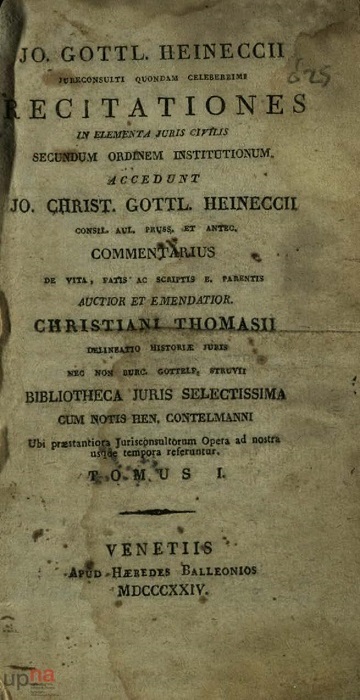 JO. GOTTL. HEINECCII
JURECONSULTI QUONDAM CELEBERRIMI
RECITATIONES
IN ELEMENTA JURIS CIVILIS
SECUNDUM ORDINEM INSTITUTIONUM.
ACCEDUNT
JO. CHRIST. GOTTL. HEINECCII
CONSIL. AUL. PRUSS. ET ANTEC.
COMMENTARIUS
DE VITA, FATIS AC SCRIPTIS E. PARENTIS
AUCTIOR ET EMENDATIOR.
CHRISTIANI THOMASII
DELINEATIO HISTORIÆ JURIS
NEC NON BURC. GOTTELF. STRUVII
BIBLIOTHECA JURIS SELECTISSIMA
CUM NOTIS HEN. CONTELMANNI
Ubi præstantiora Jurisconsultorum Opera ad nostra
usque tempora referuntur.
TOMUS I.
VENETIIS
APUD HÆREDES BALLEONIOS
MDCCCXXIV.
upna